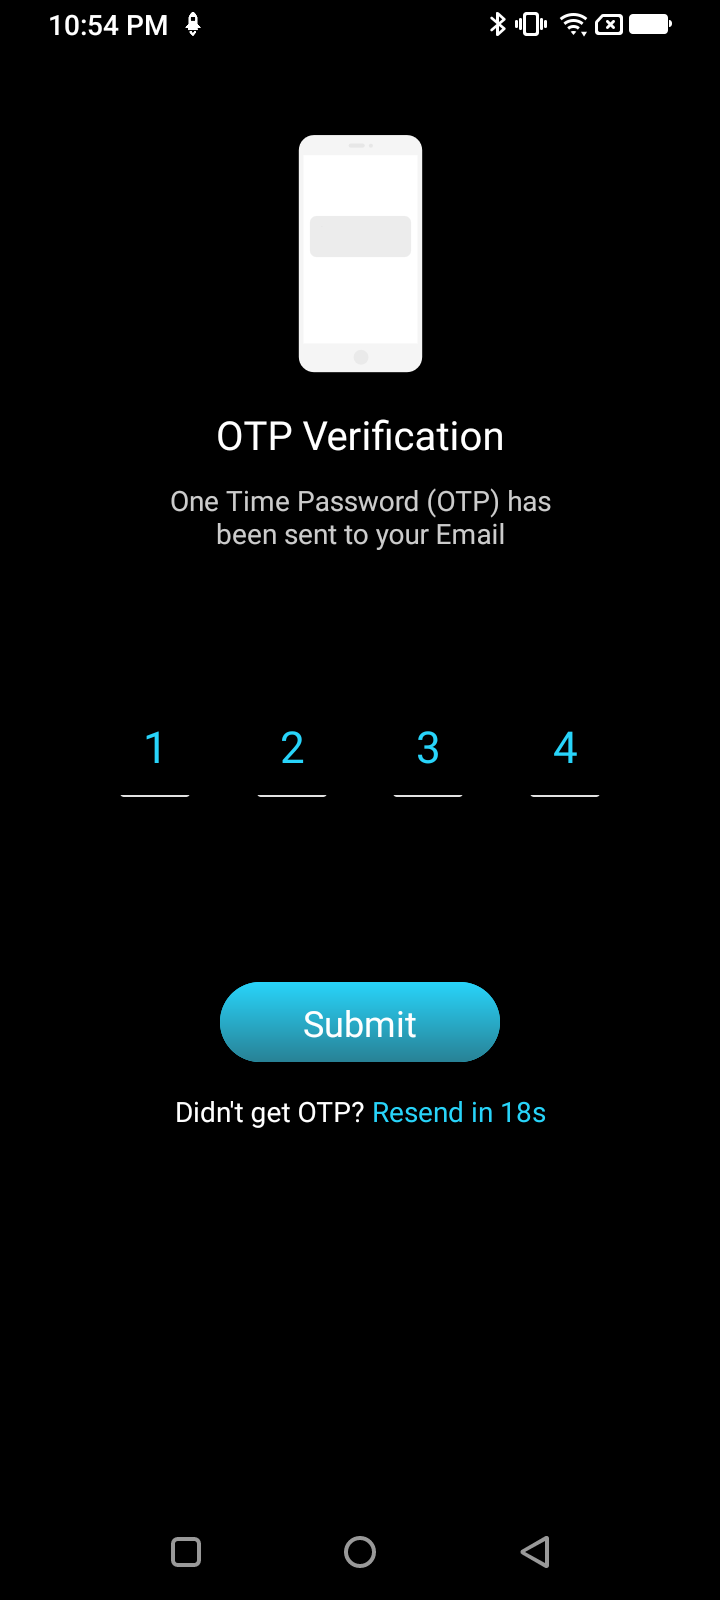 10:54 PM
OTP Verification
One Time Password (OTP) has
been sent to your Email
1 2 3 4
Submit
Didn't get OTP? Resend in 18s